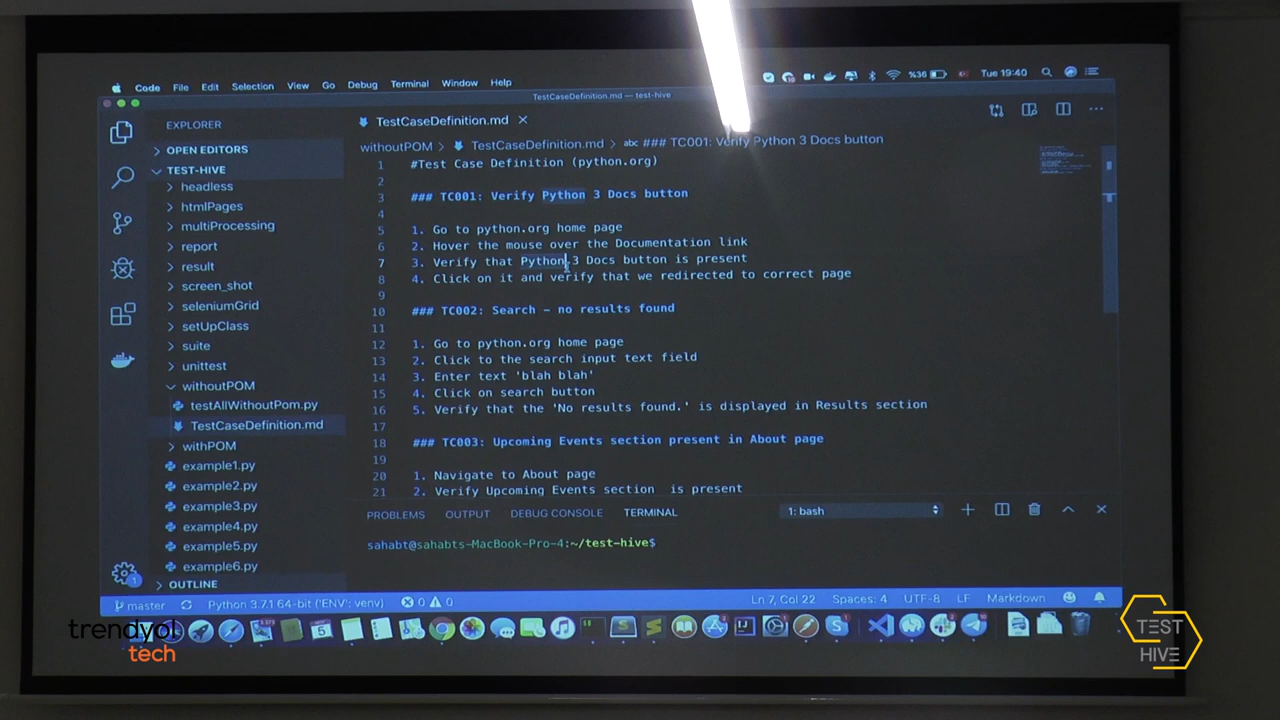 Code File Edit Selection View Go Debug Terminal Window Help
%36 Tue 19:40
TestCaseDefinition.md — test-hive
EXPLORER
OPEN EDITORS
TEST-HIVE
headless
htmlPages
multiProcessing
report
result
screen_shot
seleniumGrid
setUpClass
suite
unittest
withoutPOM
testAllWithoutPom.py
TestCaseDefinition.md
withPOM
example1.py
example2.py
example3.py
example4.py
example5.py
example6.py
OUTLINE
TestCaseDefinition.md
withoutPOM > TestCaseDefinition.md > abc ### TC001: Verify Python 3 Docs button
1 #Test Case Definition (python.org)
2
3 ### TC001: Verify Python 3 Docs button
4
5 1. Go to python.org home page
6 2. Hover the mouse over the Documentation link
7 3. Verify that Python 3 Docs button is present
8 4. Click on it and verify that we redirected to correct page
9
10 ### TC002: Search - no results found
11
12 1. Go to python.org home page
13 2. Click to the search input text field
14 3. Enter text 'blah blah'
15 4. Click on search button
16 5. Verify that the 'No results found.' is displayed in Results section
17
18 ### TC003: Upcoming Events section present in About page
19
20 1. Navigate to About page
21 2. Verify Upcoming Events section is present
PROBLEMS OUTPUT DEBUG CONSOLE TERMINAL 1: bash
sahabt@sahabts-MacBook-Pro-4:~/test-hive$
master Python 3.7.1 64-bit ('ENV': venv) 0 0 Ln 7, Col 22 Spaces: 4 UTF-8 LF Markdown
trendyol
tech
TEST
HIVE